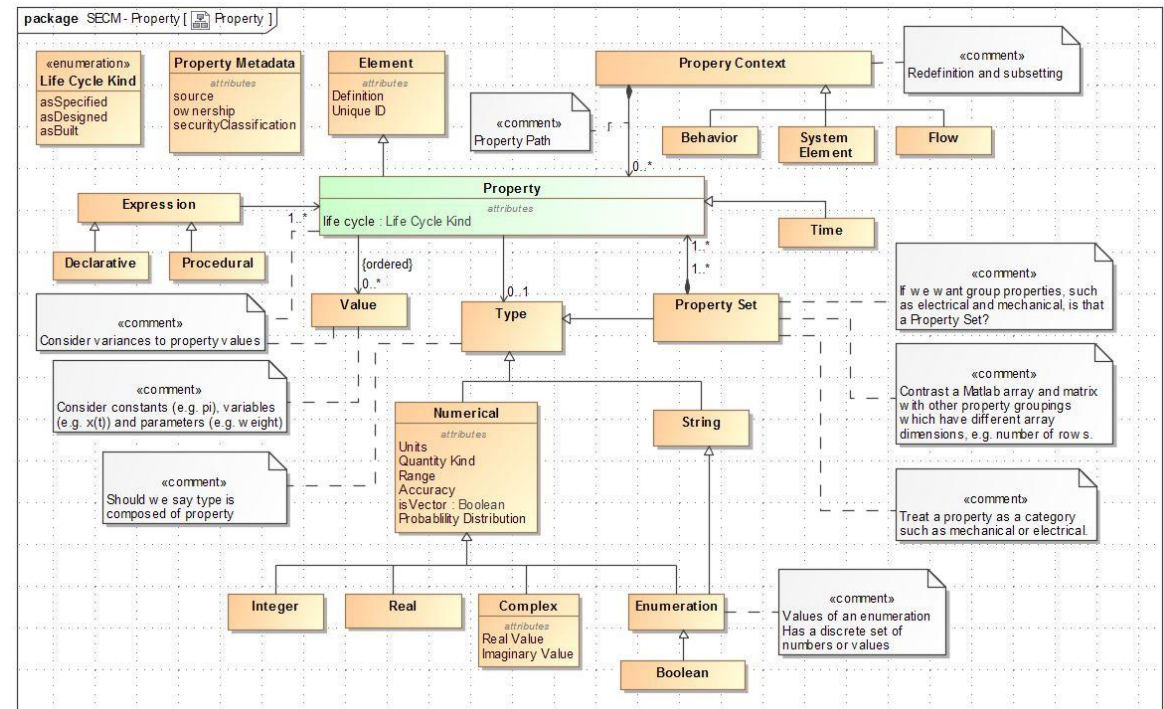 package SECM - Property [ Property ]
«enumeration»
Life Cycle Kind
asSpecified
asDesigned
asBuilt
Property Metadata
attributes
source
ownership
securityClassification
Element
attributes
Definition
Unique ID
Propery Context
«comment»
Redefinition and subsetting
«comment»
Property Path
Behavior
System
Element
Flow
0..*
Property
attributes
life cycle : Life Cycle Kind
Expression
1..*
Declarative
Procedural
Time
{ordered}
0..*
0..1
1..*
1..*
Value
Type
Property Set
«comment»
If we want group properties, such
as electrical and mechanical, is that
a Property Set?
«comment»
Consider variances to property values
«comment»
Consider constants (e.g. pi), variables
(e.g. x(t)) and parameters (e.g. weight)
«comment»
Contrast a Matlab array and matrix
with other property groupings
which have different array
dimensions, e.g. number of rows.
Numerical
attributes
Units
Quantity Kind
Range
Accuracy
isVector : Boolean
Probablility Distribution
String
«comment»
Should we say type is
composed of property
«comment»
Treat a property as a category
such as mechanical or electrical.
Integer
Real
Complex
attributes
Real Value
Imaginary Value
Enumeration
Boolean
«comment»
Values of an enumeration
Has a discrete set of
numbers or values